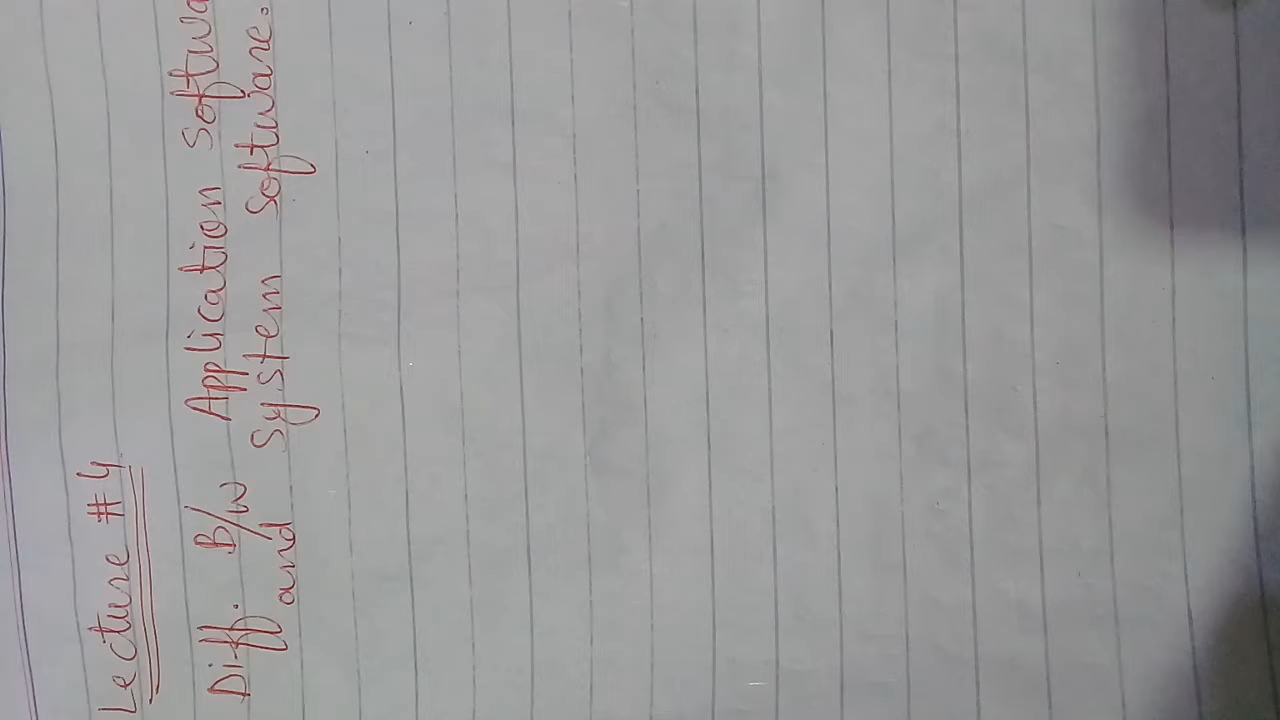 Lecture # 4
Diff. B/w Application Softwa
and System Software.